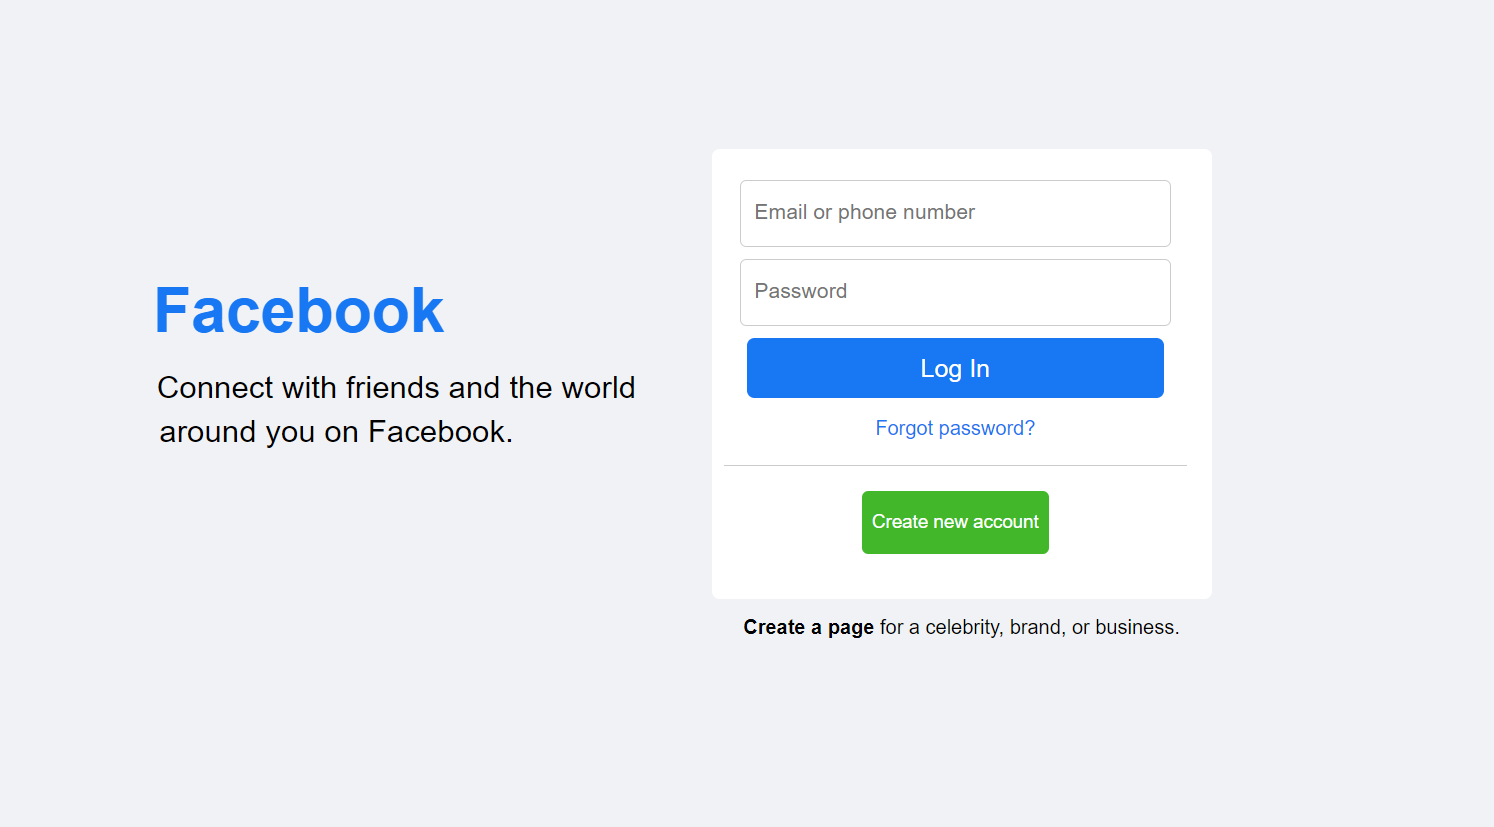 Facebook
Connect with friends and the world
around you on Facebook.
Email or phone number
Password
Log In
Forgot password?
Create new account
Create a page for a celebrity, brand, or business.